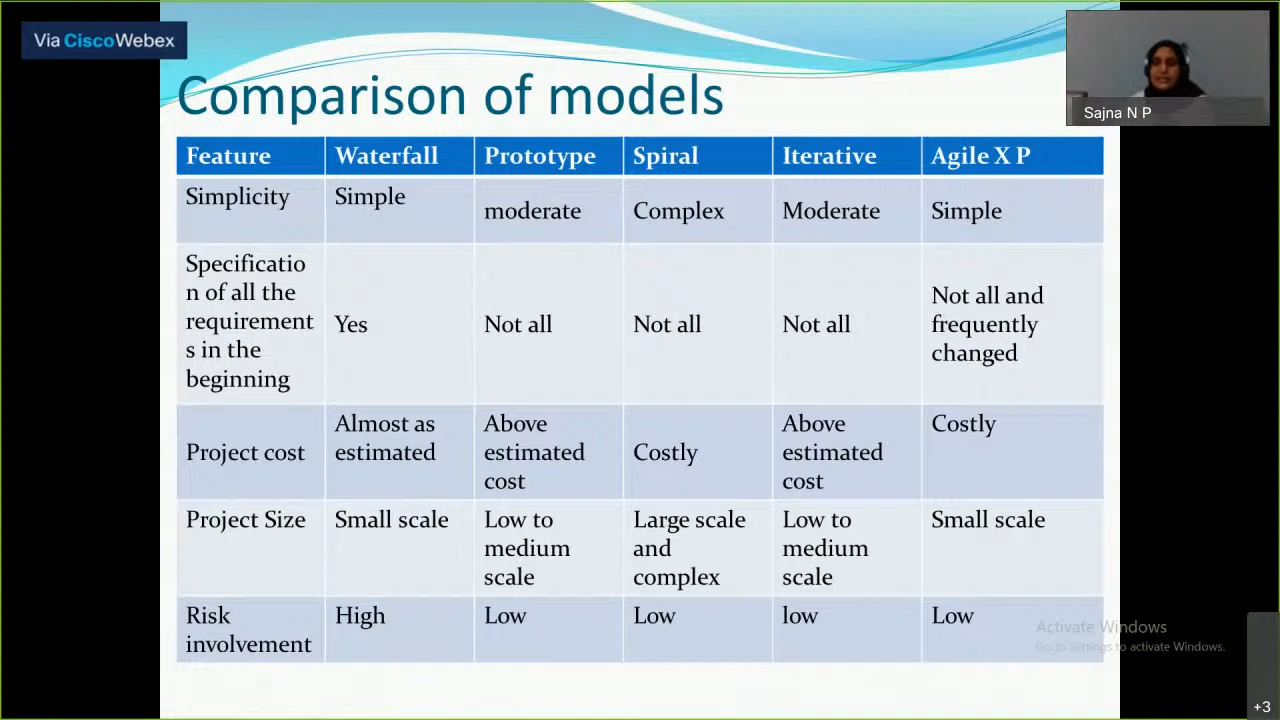 Via CiscoWebex
Sajna N P
Comparison of models
Feature Waterfall Prototype Spiral Iterative Agile X P
Simplicity Simple moderate Complex Moderate Simple
Specificatio
n of all the
requirement
s in the
beginning
Yes Not all Not all Not all
Not all and
frequently
changed
Project cost
Almost as
estimated
Above
estimated
cost
Costly
Above
estimated
cost
Costly
Project Size
Small scale
Low to
medium
scale
Large scale
and
complex
Low to
medium
scale
Small scale
Risk
involvement
High Low Low low Low
Activate Windows
Go to Settings to activate Windows.
+3